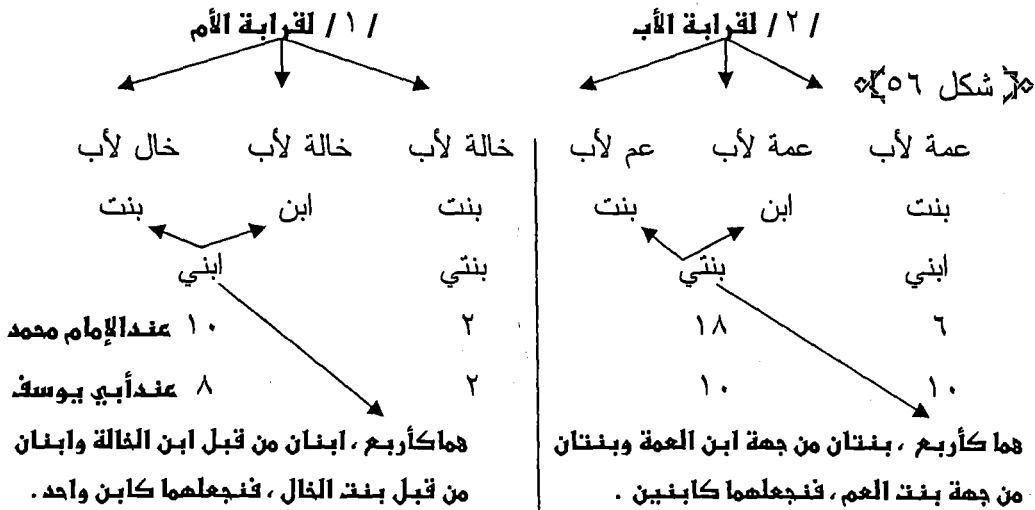 / ٢ / لقرابة الأب
/ ١ / لقرابة الأم
شكل ٥٦
عمة لأب عمة لأب عم لأب خالة لأب خالة لأب خال لأب
بنت ابن بنت بنت ابن بنت
ابني بنتي بنتي ابني
٦ ١٨ ٢ ١٠ عندالإمام محمد
١٠ ١٠ ٢ ٨ عندأبي يوسف
هما كأربع ، بنتان من جهة ابن العمة وبنتان
من جهة بنت العم ، فنجعلهما كابنين .
هماكأربع ، ابنان من قبل ابن الخالة وابنان
من قبل بنت الخال ، فنجعلهما كابن واحد .